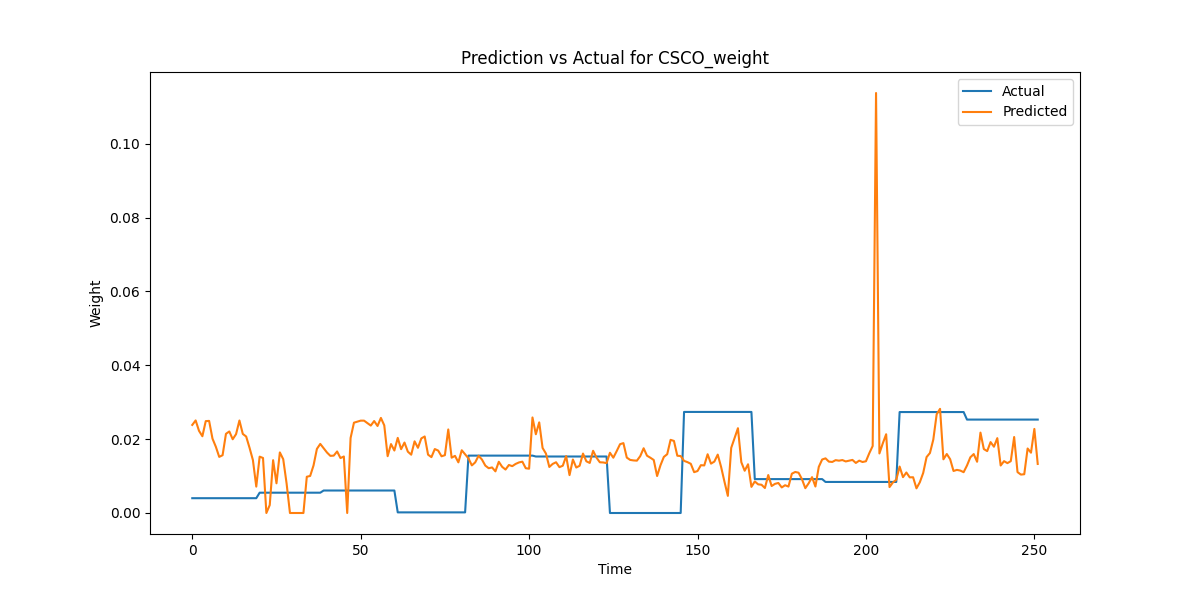 Prediction vs Actual for CSCO_weight
Actual
Predicted
0.10
0.08
0.06
0.04
0.02
0.00
Weight
0 50 100 150 200 250
Time